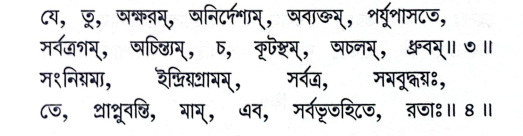 যে, তু, অক্ষরম্, অনির্দেশ্যম্, অব্যক্তম্, পর্যুপাসতে,
সর্বত্রগম্, অচিন্ত্যম্, চ, কূটস্থম্, অচলম্, ধ্রুবম্॥ ৩ ॥
সংনিয়ম্য, ইন্দ্রিয়গ্রামম্, সর্বত্র, সমবুদ্ধয়ঃ,
তে, প্রাপ্নুবন্তি, মাম্, এব, সর্বভূতহিতে, রতাঃ॥ ৪ ॥